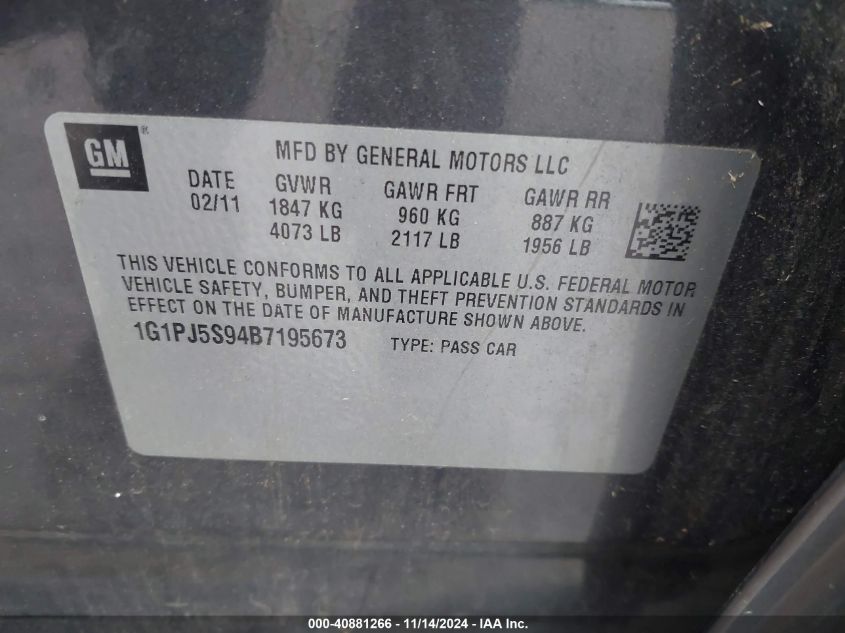 GM®
MFD BY GENERAL MOTORS LLC
DATE GVWR GAWR FRT GAWR RR
02/11 1847 KG 960 KG 887 KG
4073 LB 2117 LB 1956 LB
THIS VEHICLE CONFORMS TO ALL APPLICABLE U.S. FEDERAL MOTOR
VEHICLE SAFETY, BUMPER, AND THEFT PREVENTION STANDARDS IN
EFFECT ON THE DATE OF MANUFACTURE SHOWN ABOVE.
1G1PJ5S94B7195673 TYPE: PASS CAR
000-40881266 - 11/14/2024 - IAA Inc.